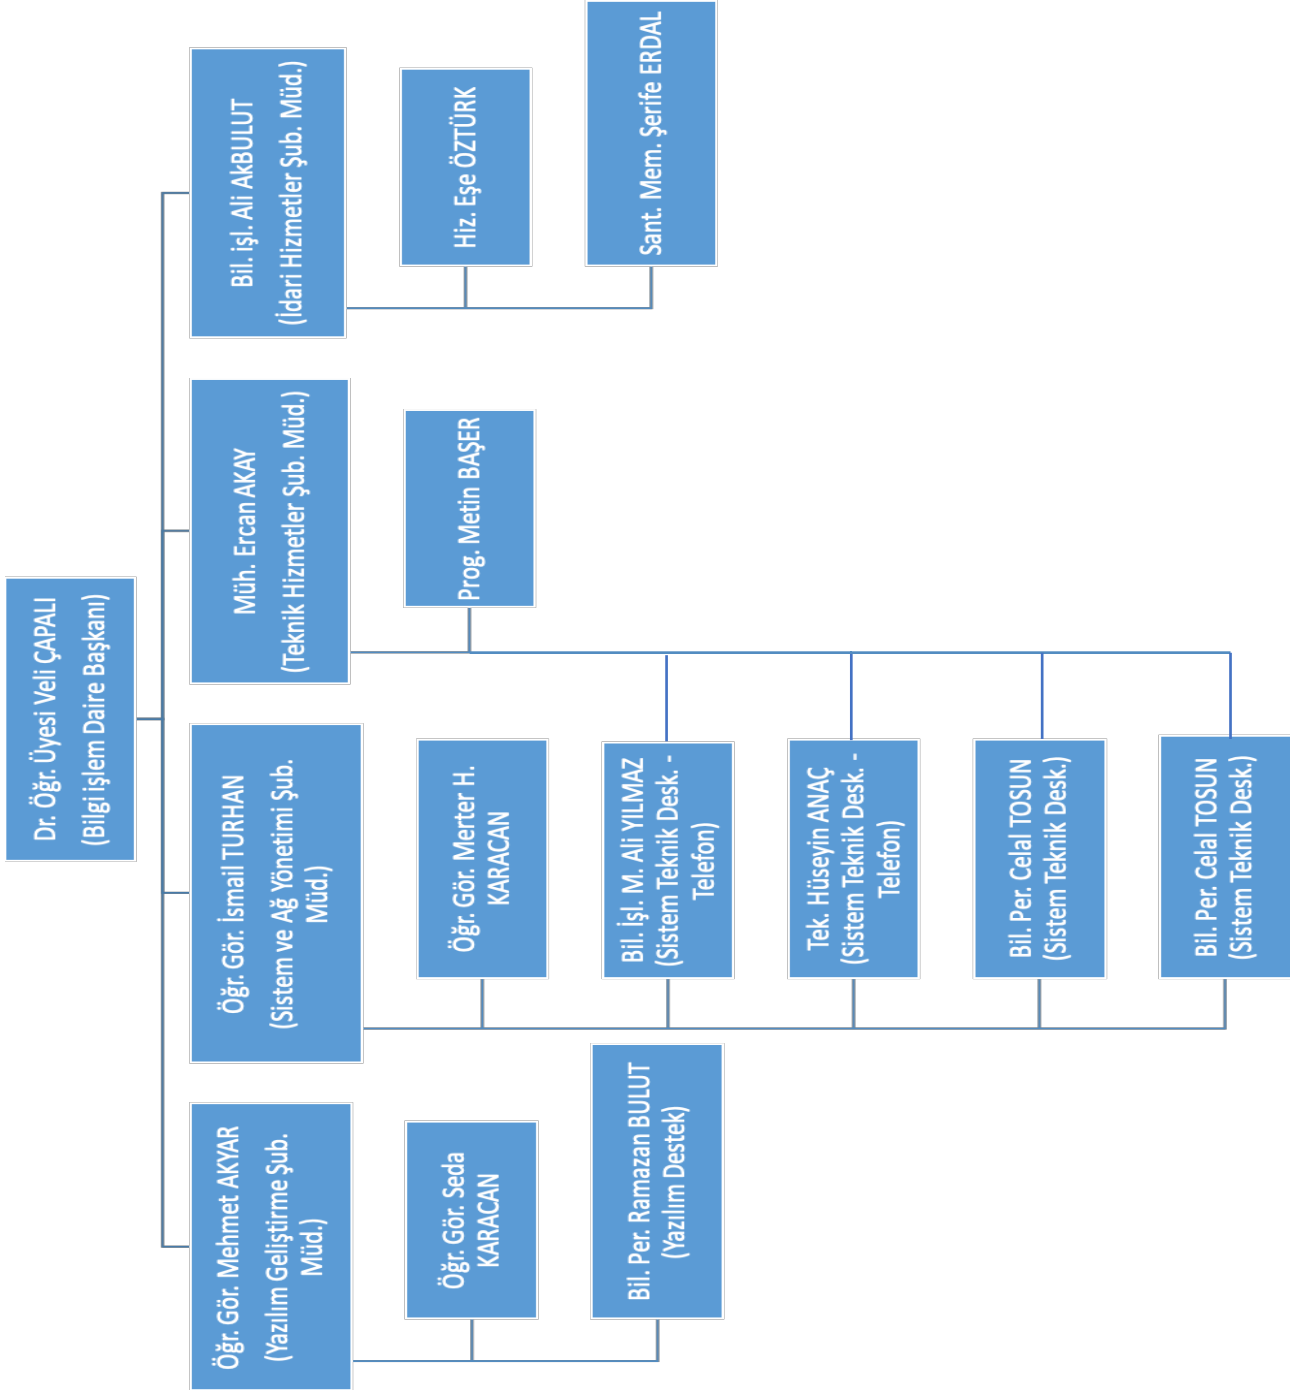 Dr. Öğr. Üyesi Veli ÇAPALI
(Bilgi işlem Daire Başkanı)
Öğr. Gör. Mehmet AKYAR
(Yazılım Geliştirme Şub.
Müd.)
Öğr. Gör. Seda
KARACAN
Bil. Per. Ramazan BULUT
(Yazılım Destek)
Öğr. Gör. İsmail TURHAN
(Sistem ve Ağ Yönetimi Şub.
Müd.)
Öğr. Gör. Merter H.
KARACAN
Bil. İşl. M. Ali YILMAZ
(Sistem Teknik Desk. -
Telefon)
Tek. Hüseyin ANAÇ
(Sistem Teknik Desk. -
Telefon)
Bil. Per. Celal TOSUN
(Sistem Teknik Desk.)
Bil. Per. Celal TOSUN
(Sistem Teknik Desk.)
Müh. Ercan AKAY
(Teknik Hizmetler Şub. Müd.)
Prog. Metin BAŞER
Bil. işl. Ali AkBULUT
(İdari Hizmetler Şub. Müd.)
Hiz. Eşe ÖZTÜRK
Sant. Mem. Şerife ERDAL